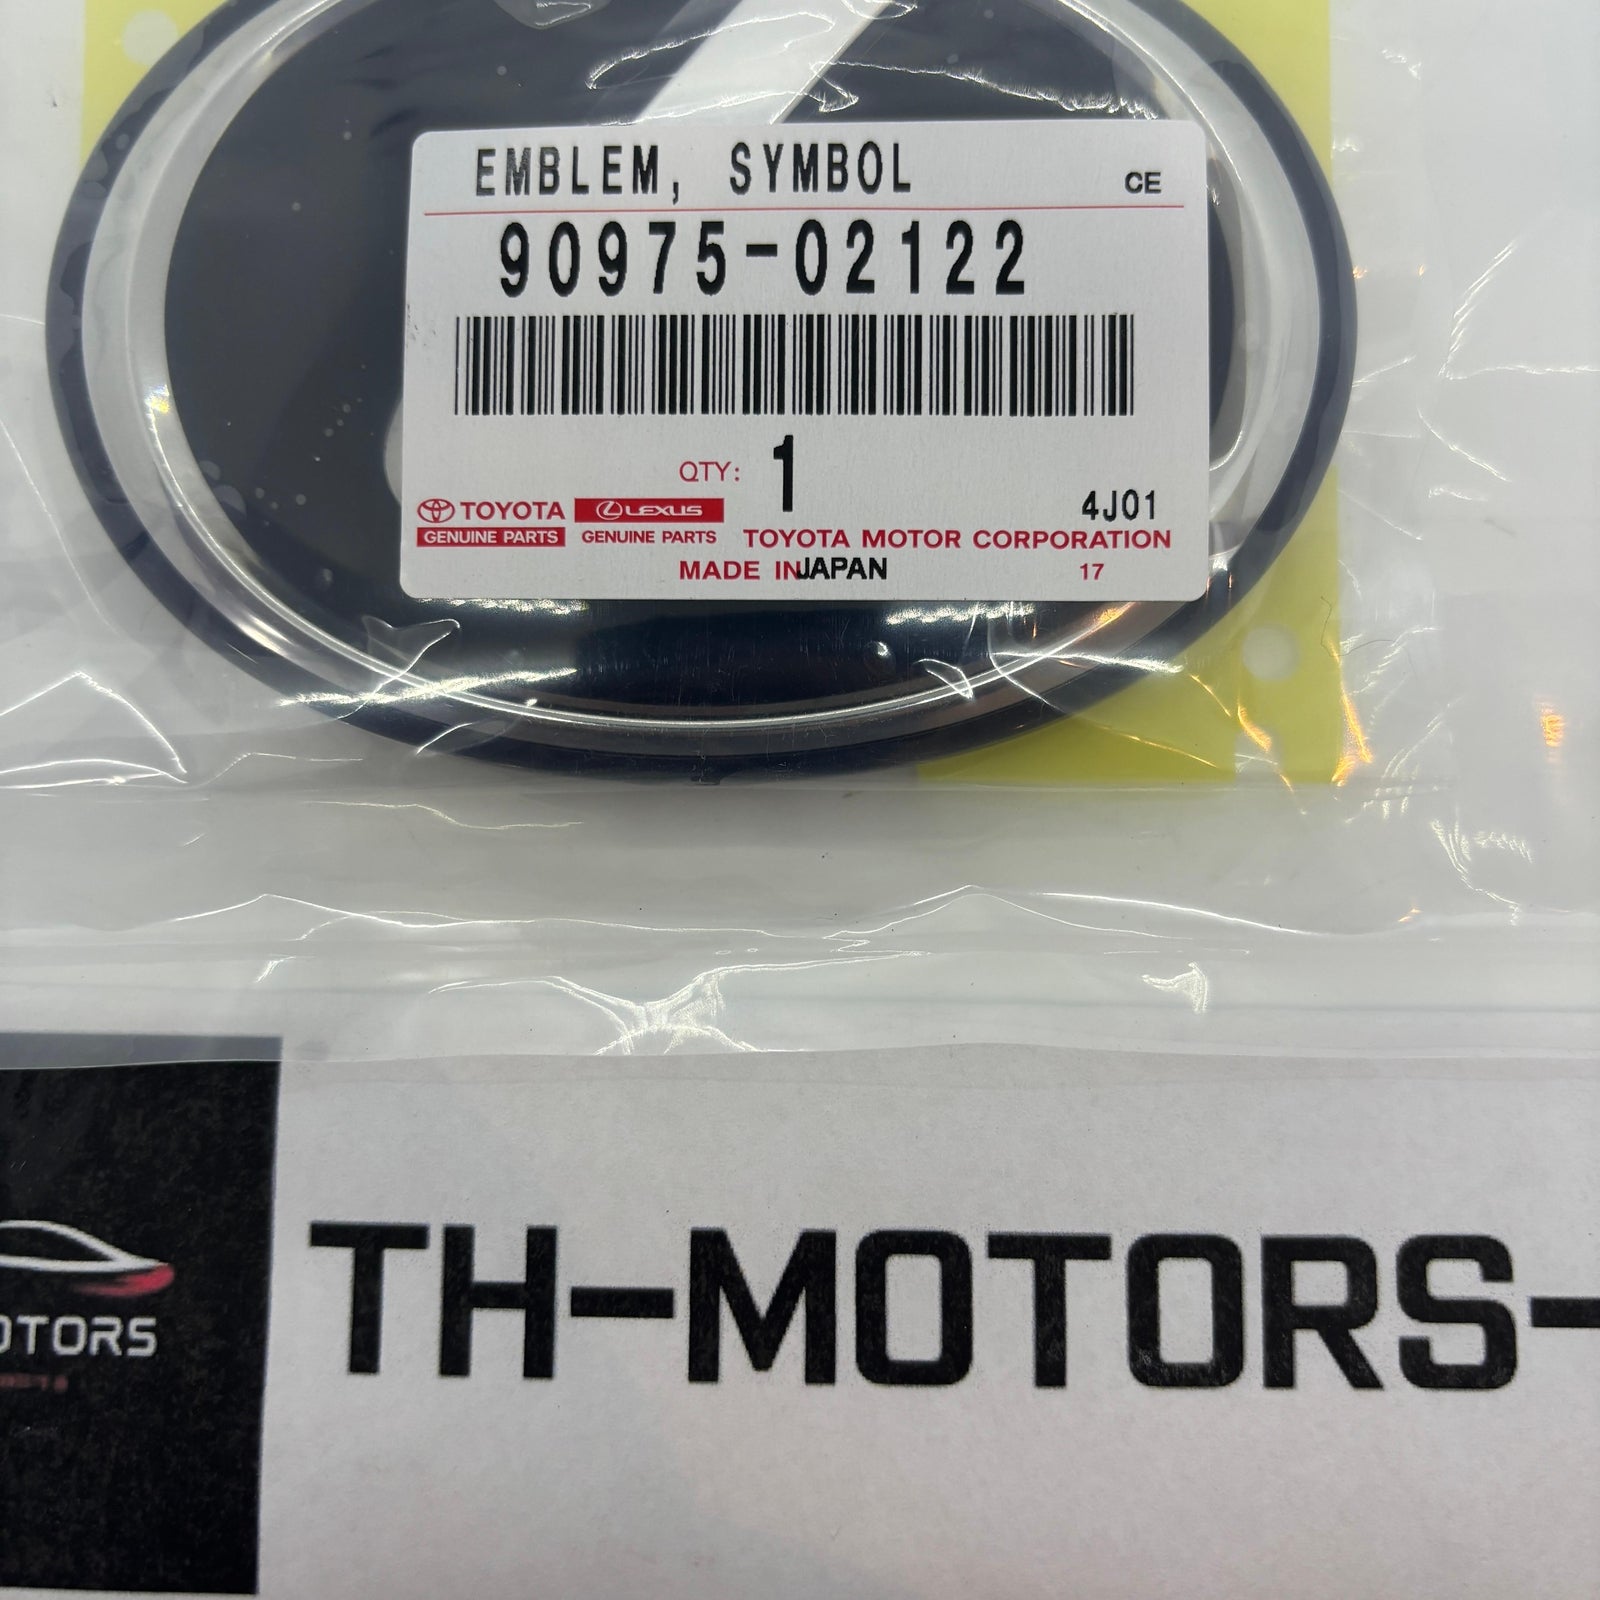 EMBLEM, SYMBOL CE
90975-02122
QTY: 1
TOYOTA LEXUS 4J01
GENUINE PARTS GENUINE PARTS TOYOTA MOTOR CORPORATION
MADE IN JAPAN 17
TH-MOTORS-
OTORS